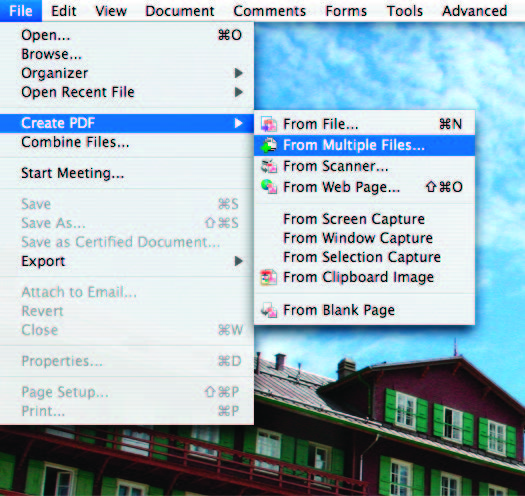 File Edit View Document Comments Forms Tools Advanced
Open... ⌘O
Browse...
Organizer
Open Recent File
Create PDF
Combine Files...
Start Meeting...
Save ⌘S
Save As... ⇧⌘S
Save as Certified Document...
Export
Attach to Email...
Revert
Close ⌘W
Properties... ⌘D
Page Setup... ⇧⌘P
Print... ⌘P
From File... ⌘N
From Multiple Files...
From Scanner...
From Web Page... ⇧⌘O
From Screen Capture
From Window Capture
From Selection Capture
From Clipboard Image
From Blank Page